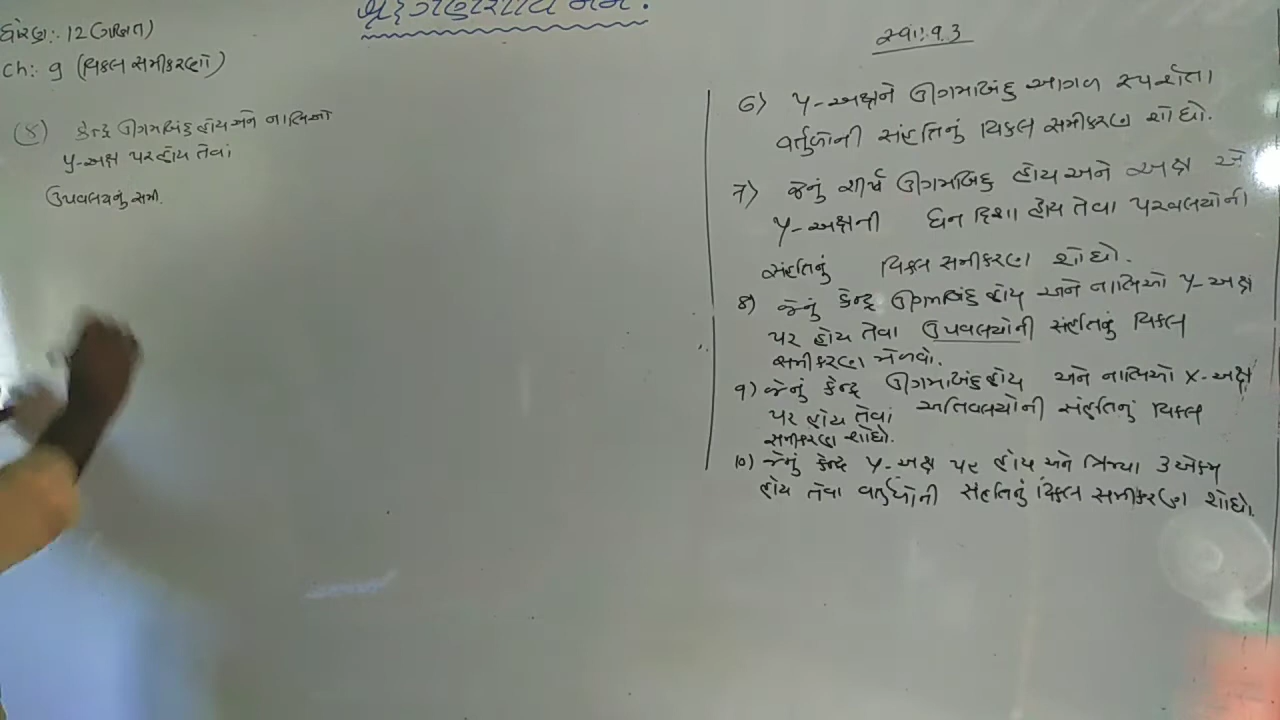 ધોરણ:- 12 (ગણિત)
Ch:- 9 (વિકલ સમીકરણો)
(8) કેન્દ્ર ઊગમબિંદુ હોય અને નાભિઓ
y-અક્ષ પર હોય તેવાં
ઉપવલયનું સમી.
સ્વા. 9.3
6) y-અક્ષને ઊગમબિંદુ આગળ સ્પર્શતા
વર્તુળોની સંહતિનું વિકલ સમીકરણ શોધો.
7) જેનું શીર્ષ ઊગમબિંદુ હોય અને અક્ષ એ
y-અક્ષની ધન દિશા હોય તેવા પરવલયોની
સંહતિનું વિકલ સમીકરણ શોધો.
8) જેનું કેન્દ્ર ઊગમબિંદુ હોય અને નાભિઓ y-અક્ષ
પર હોય તેવા ઉપવલયોની સંહતિનું વિકલ
સમીકરણ મેળવો.
9) જેનું કેન્દ્ર ઊગમબિંદુ હોય અને નાભિઓ x-અક્ષ
પર હોય તેવાં અતિવલયોની સંહતિનું વિકલ
સમીકરણ શોધો.
10) જેનું કેન્દ્ર y-અક્ષ પર હોય અને ત્રિજ્યા 3 એકમ
હોય તેવા વર્તુળોની સંહતિનું વિકલ સમીકરણ શોધો.